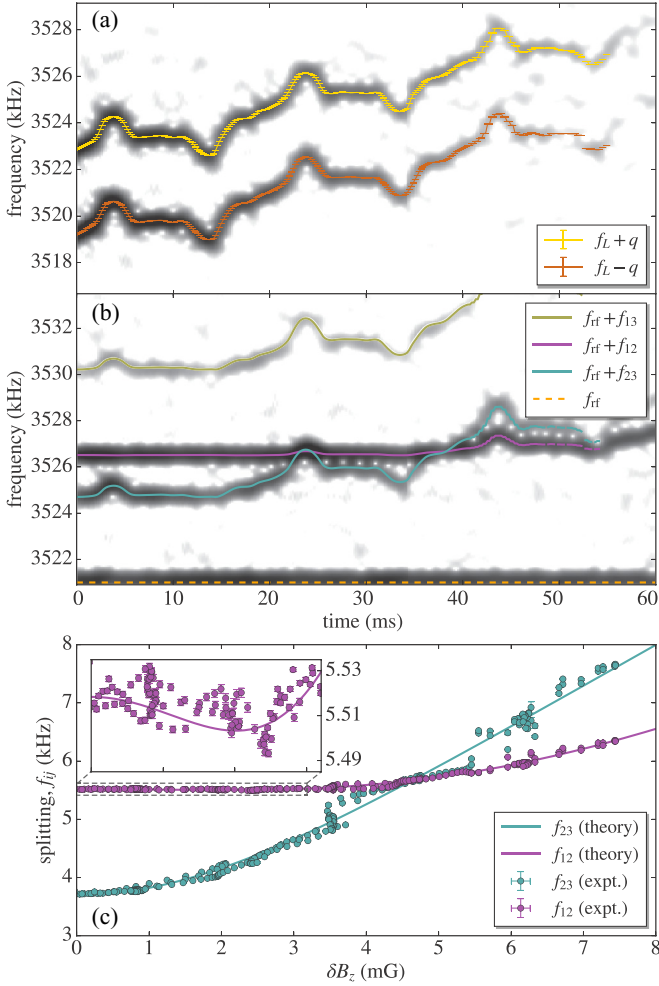 (a)
3528
3526
3524
3522
3520
3518
frequency (kHz)
f_L + q
f_L − q
(b)
3532
3530
3528
3526
3524
3522
frequency (kHz)
f_rf + f_13
f_rf + f_12
f_rf + f_23
f_rf
0 10 20 30 40 50 60
time (ms)
8
7
6
5
4
3
splitting, f_ij (kHz)
5.53
5.51
5.49
f_23 (theory)
f_12 (theory)
f_23 (expt.)
f_12 (expt.)
(c)
0 1 2 3 4 5 6 7 8
δB_z (mG)